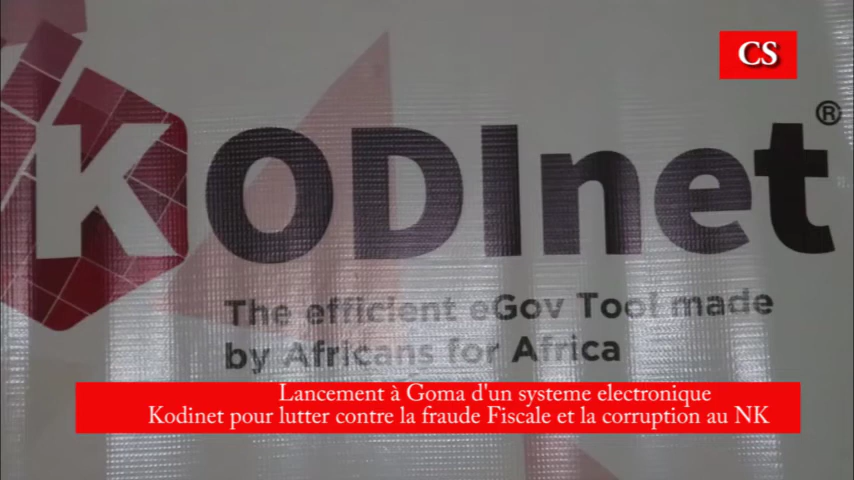 CS
KODInet®
The efficient eGov Tool made
by Africans for Africa
Lancement à Goma d'un systeme electronique
Kodinet pour lutter contre la fraude Fiscale et la corruption au NK